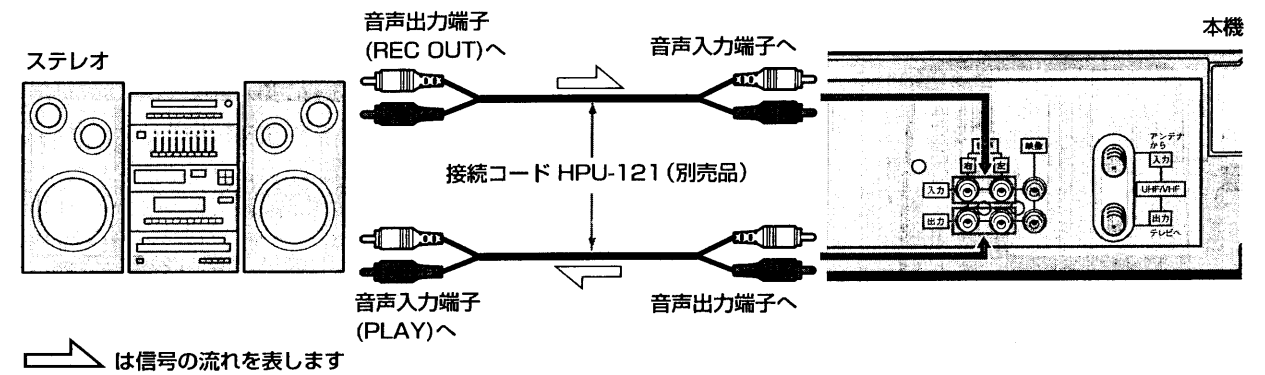 音声出力端子
(REC OUT)へ
音声入力端子へ
本機
ステレオ
接続コード HPU-121(別売品)
アンテナ
から
入力
UHF/VHF
出力
テレビへ
映像
右
左
入力
出力
音声入力端子
(PLAY)へ
音声出力端子へ
は信号の流れを表します